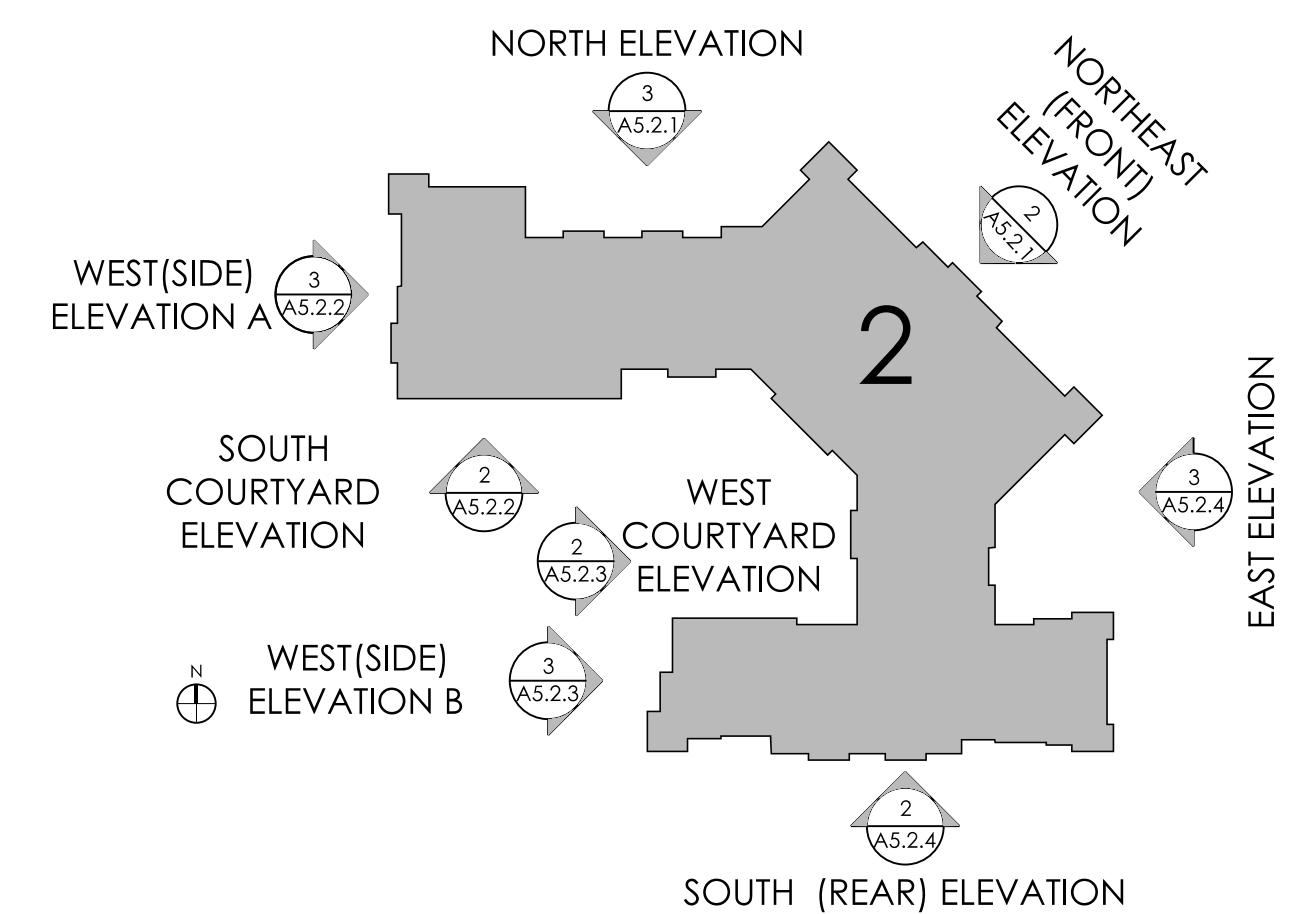 NORTH ELEVATION
3
A5.2.1
NORTHEAST
(FRONT)
ELEVATION
2
A5.2.1
WEST(SIDE)
ELEVATION A
3
A5.2.2
2
EAST ELEVATION
3
A5.2.4
SOUTH
COURTYARD
ELEVATION
2
A5.2.2
WEST
COURTYARD
ELEVATION
2
A5.2.3
N
WEST(SIDE)
ELEVATION B
3
A5.2.3
2
A5.2.4
SOUTH (REAR) ELEVATION